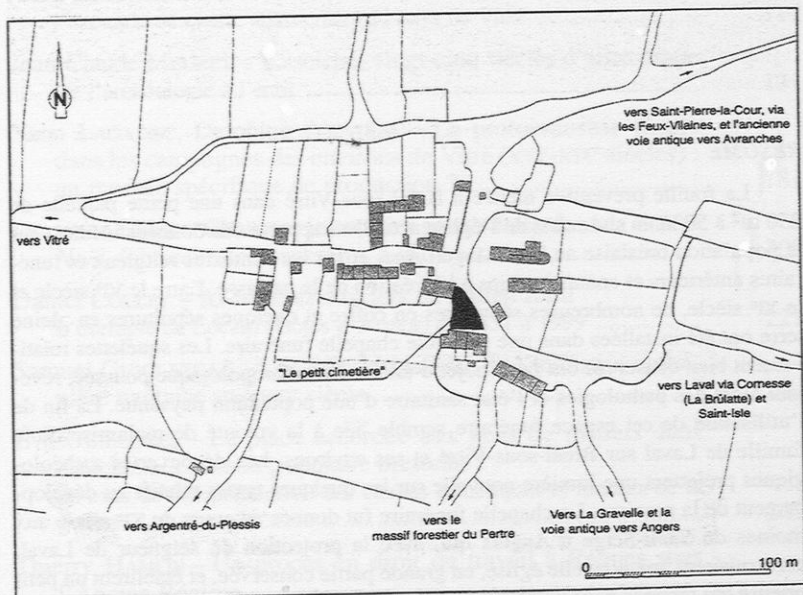 N
vers Saint-Pierre-la-Cour, via
les Feux-Vilaines, et l'ancienne
voie antique vers Avranches
vers Vitré
"Le petit cimetière"
vers Laval via Cornesse
(La Brûlatte) et
Saint-Isle
vers Argentré-du-Plessis
vers le
massif forestier du Pertre
Vers La Gravelle et la
voie antique vers Angers
0 100 m